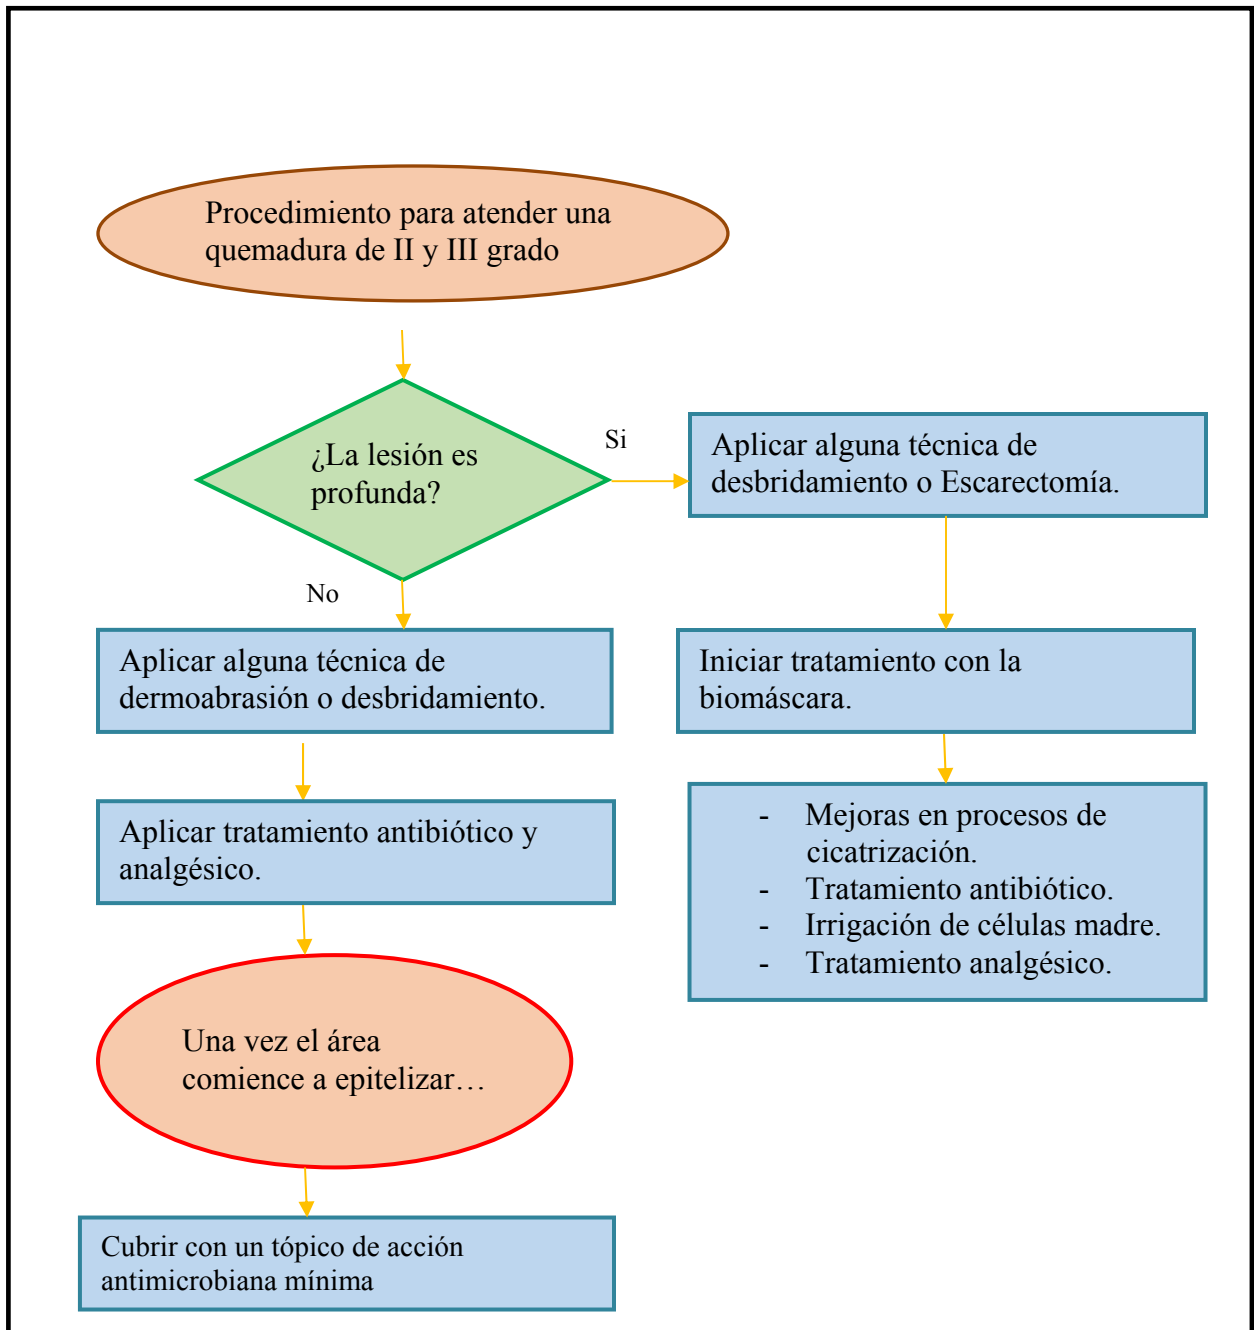 Procedimiento para atender una
quemadura de II y III grado
¿La lesión es
profunda?
Si
Aplicar alguna técnica de
desbridamiento o Escarectomía.
No
Aplicar alguna técnica de
dermoabrasión o desbridamiento.
Iniciar tratamiento con la
biomáscara.
Aplicar tratamiento antibiótico y
analgésico.
- Mejoras en procesos de
cicatrización.
- Tratamiento antibiótico.
- Irrigación de células madre.
- Tratamiento analgésico.
Una vez el área
comience a epitelizar…
Cubrir con un tópico de acción
antimicrobiana mínima